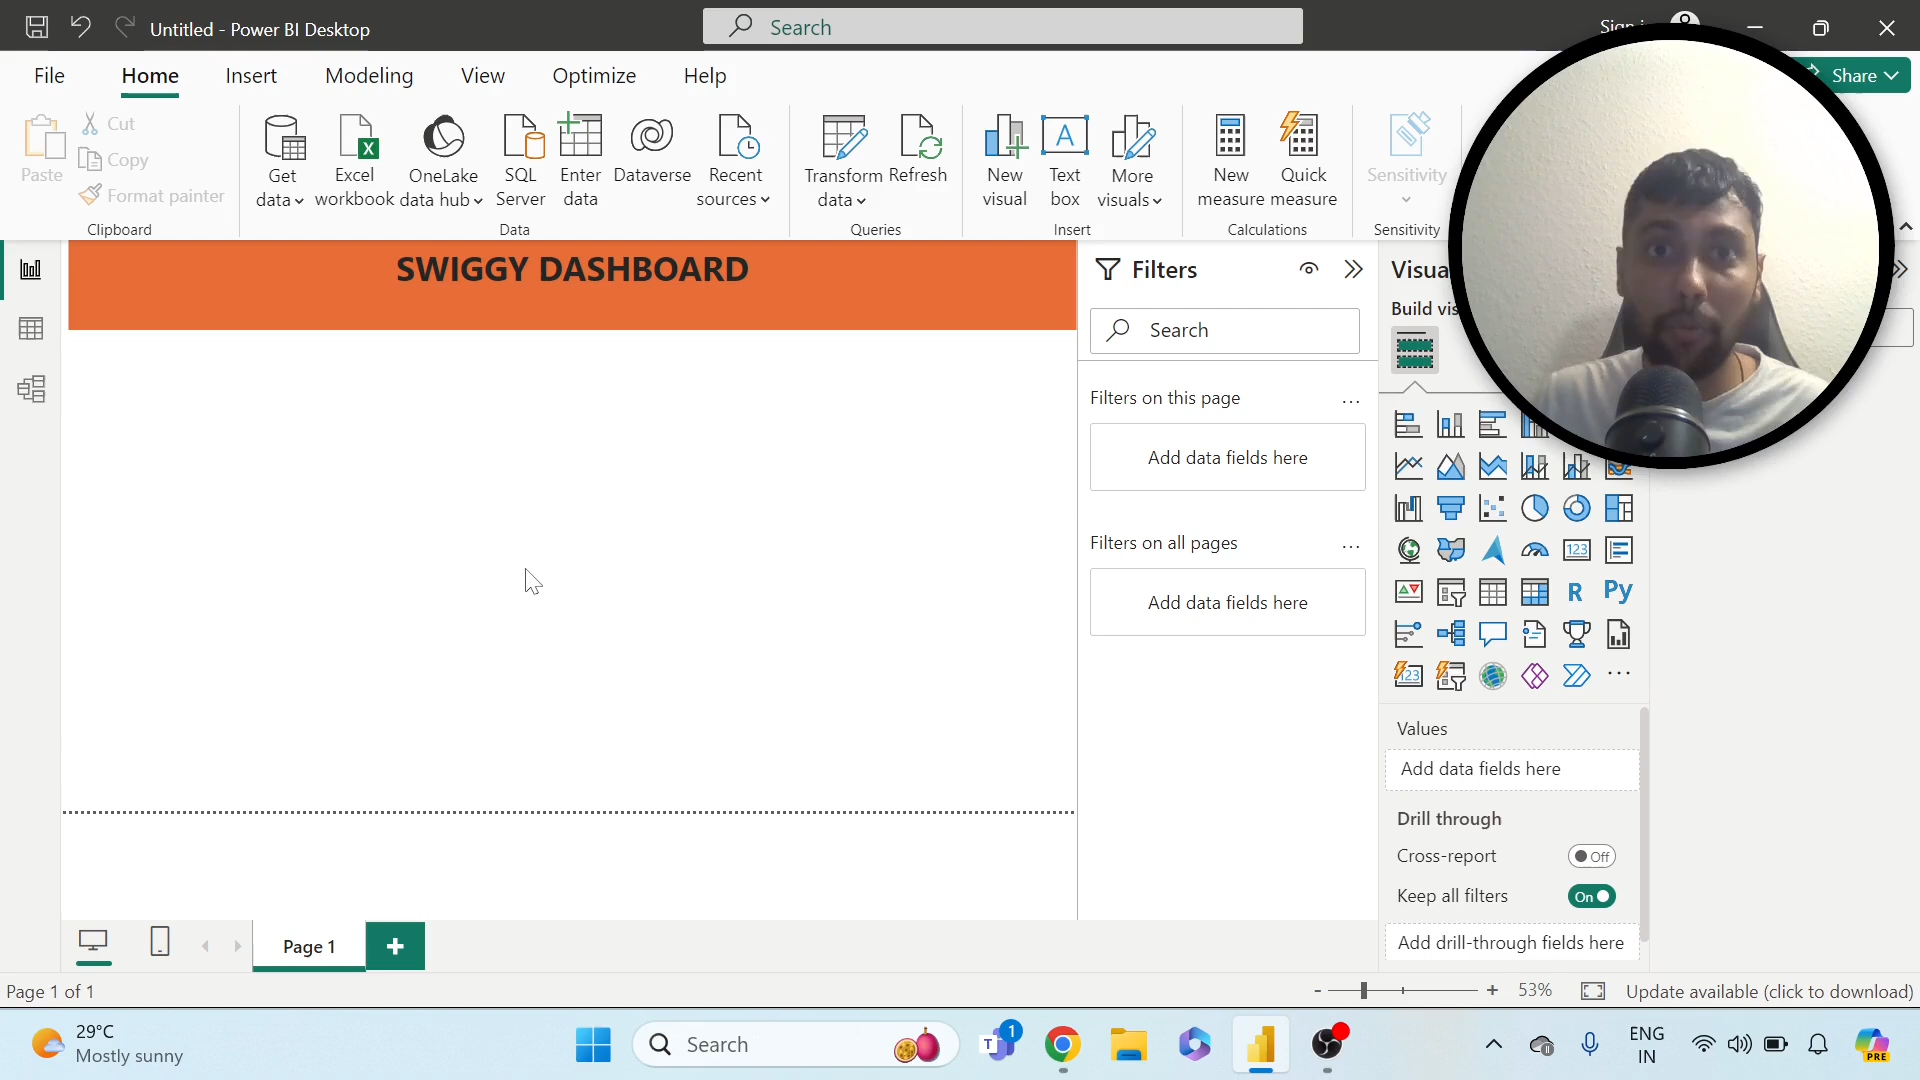 Untitled - Power BI Desktop
Search
File
Home
Insert
Modeling
View
Optimize
Help
Share
Paste
Cut
Copy
Format painter
Clipboard
Get data
Excel workbook
OneLake data hub
SQL Server
Enter data
Dataverse
Recent sources
Data
Transform data
Refresh
Queries
New visual
Text box
More visuals
Insert
New measure
Quick measure
Calculations
Sensitivity
Sensitivity
SWIGGY DASHBOARD
Filters
Search
Filters on this page
...
Add data fields here
Filters on all pages
...
Add data fields here
Build
123
R
Py
123
...
Values
Add data fields here
Drill through
Cross-report
Off
Keep all filters
On
Add drill-through fields here
Page 1
+
Page 1 of 1
-
+
53%
Update available (click to download)
29°C
Mostly sunny
Search
T
1
ENG
IN
PRE